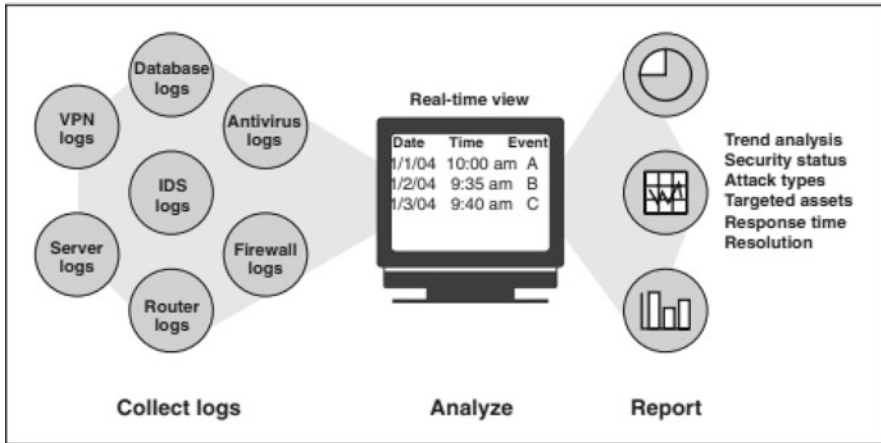 Database
logs
VPN
logs
Antivirus
logs
IDS
logs
Server
logs
Firewall
logs
Router
logs
Collect logs
Real-time view
Date Time Event
1/1/04 10:00 am A
1/2/04 9:35 am B
1/3/04 9:40 am C
Analyze
Trend analysis
Security status
Attack types
Targeted assets
Response time
Resolution
Report